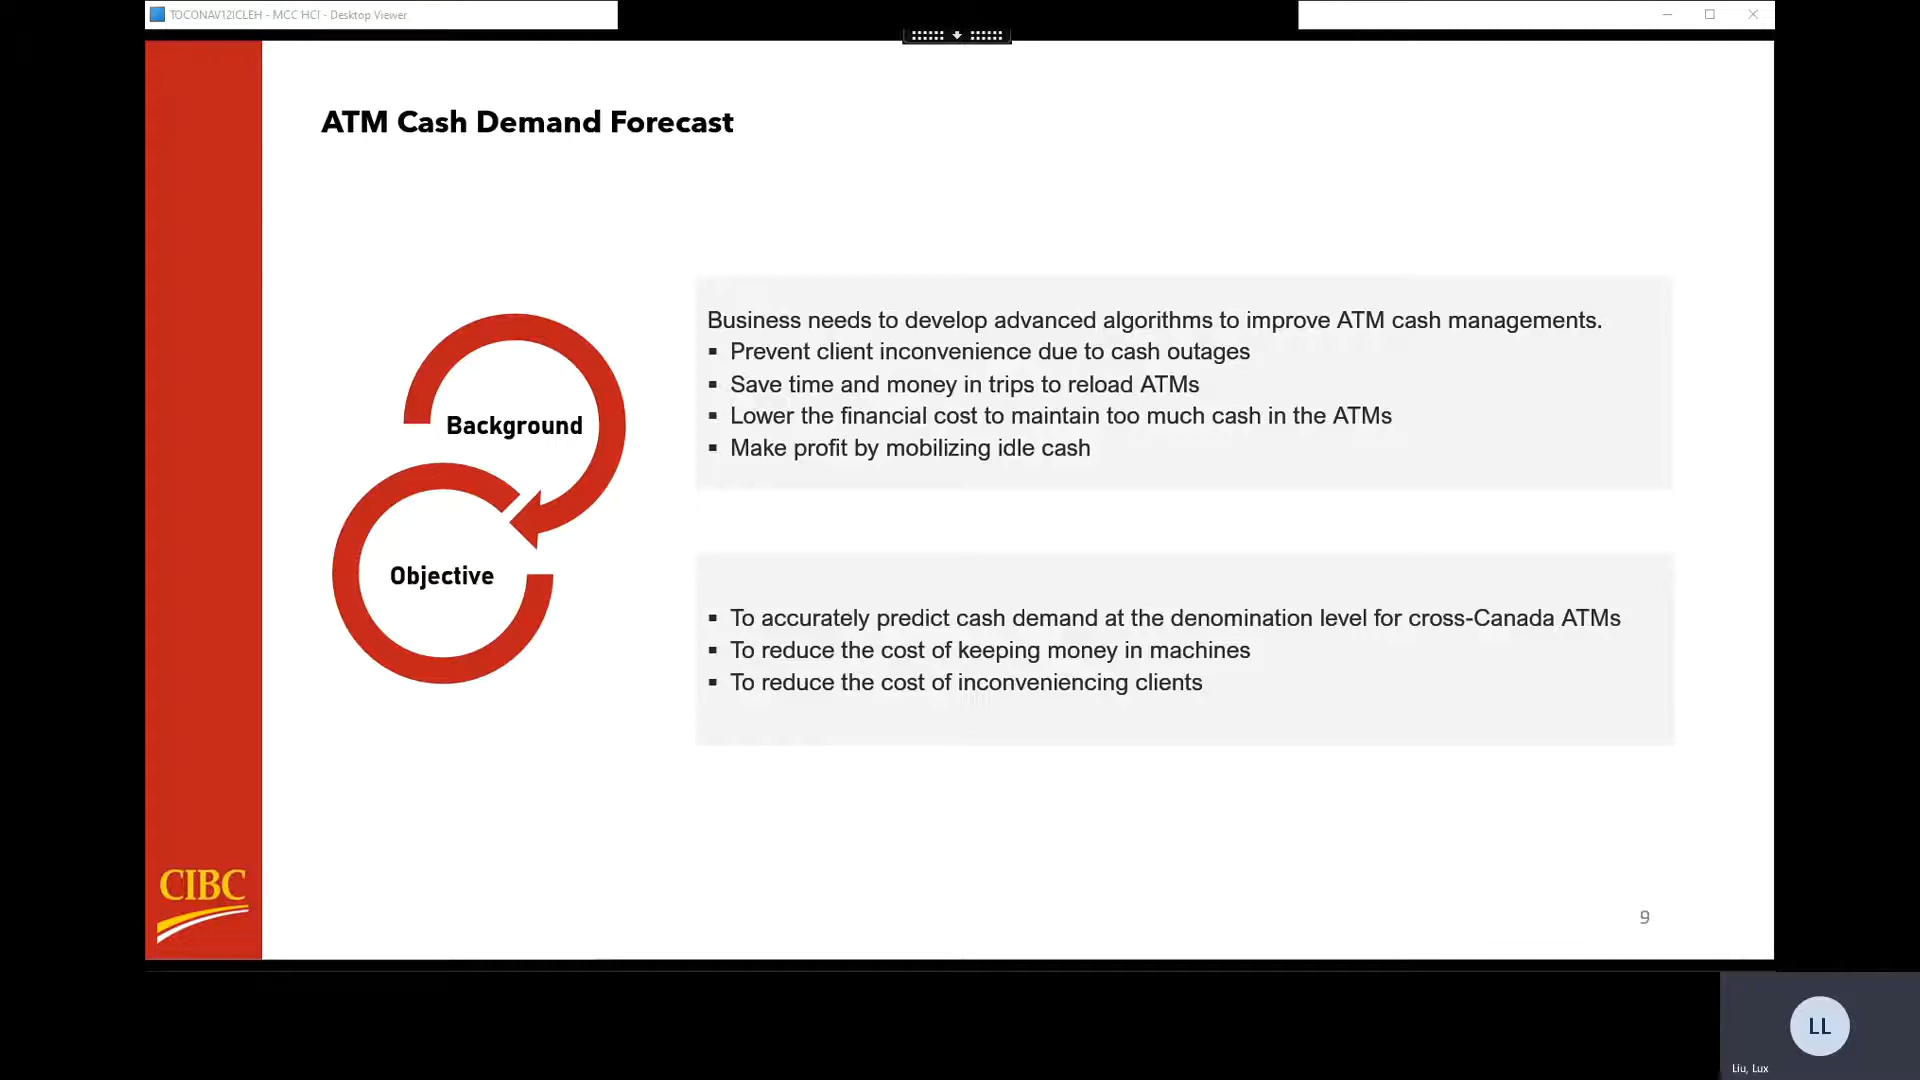 TOCONAV12ICLEH - MCC HCI - Desktop Viewer
ATM Cash Demand Forecast
Background
Business needs to develop advanced algorithms to improve ATM cash managements.
▪ Prevent client inconvenience due to cash outages
▪ Save time and money in trips to reload ATMs
▪ Lower the financial cost to maintain too much cash in the ATMs
▪ Make profit by mobilizing idle cash
Objective
▪ To accurately predict cash demand at the denomination level for cross-Canada ATMs
▪ To reduce the cost of keeping money in machines
▪ To reduce the cost of inconveniencing clients
CIBC
9
LL
Liu, Lux